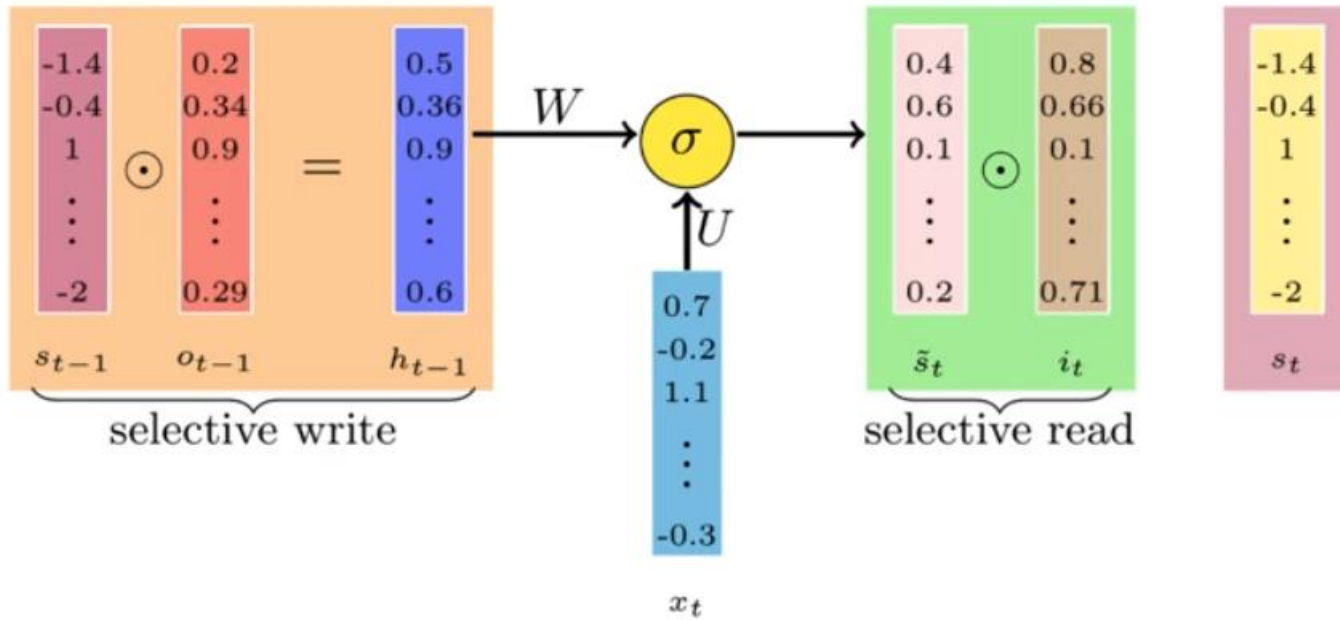 -1.4 0.2 0.5 0.4 0.8 -1.4
-0.4 0.34 0.36 W 0.6 0.66 -0.4
1 ⊙ 0.9 = 0.9 σ 0.1 ⊙ 0.1 1
⋮ ⋮ ⋮ U ⋮ ⋮ ⋮
-2 0.29 0.6 0.2 0.71 -2
s_{t−1} o_{t−1} h_{t−1} s̃_t i_t s_t
selective write selective read
0.7
-0.2
1.1
⋮
-0.3
x_t